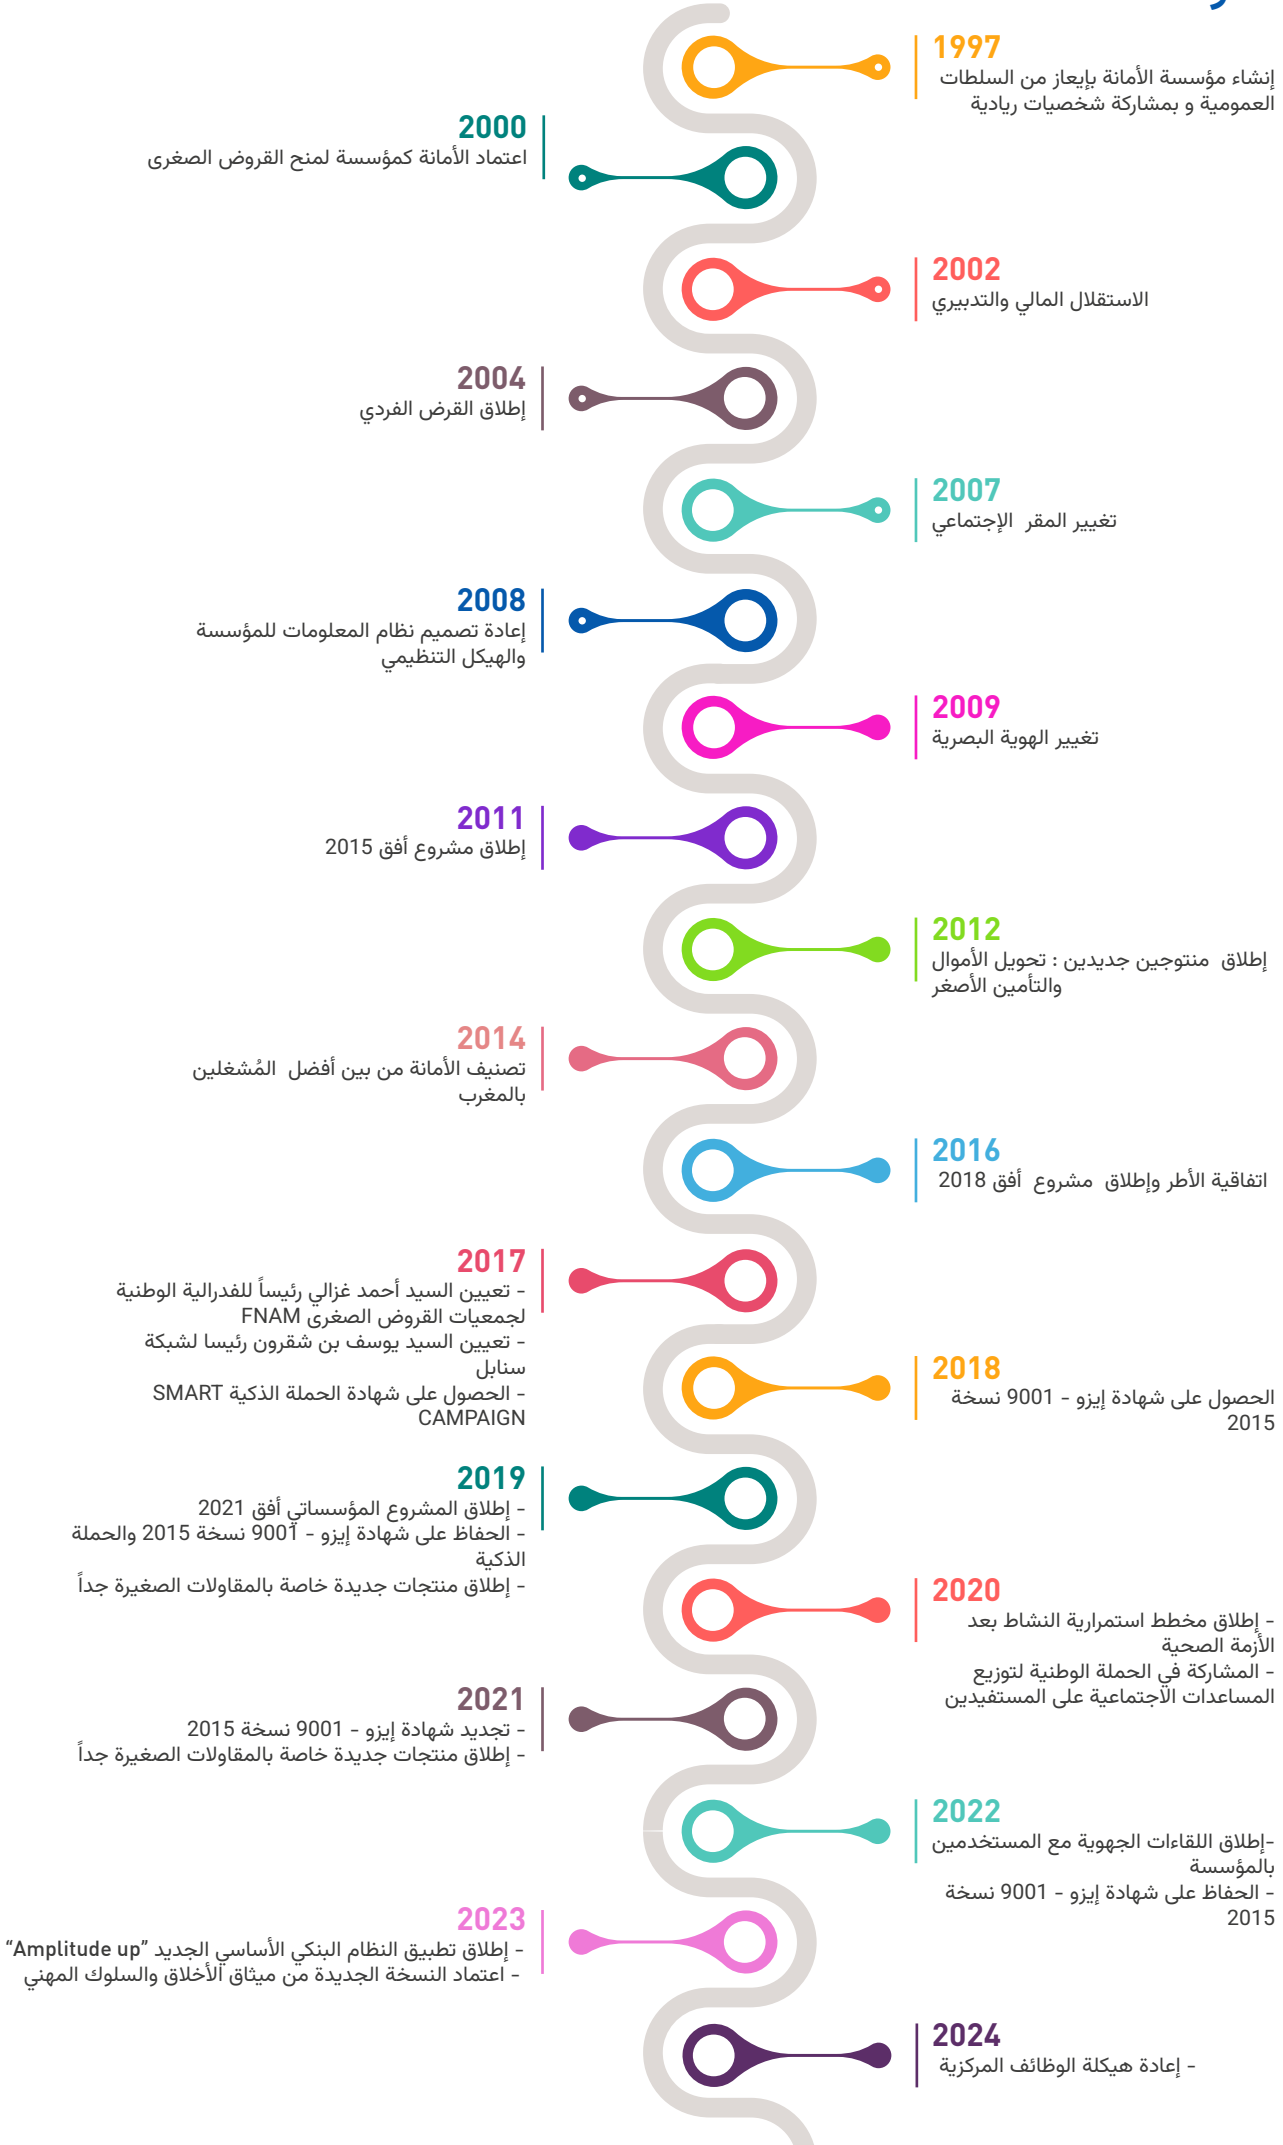 1997
إنشاء مؤسسة الأمانة بإيعاز من السلطات
العمومية و بمشاركة شخصيات ريادية
2000
اعتماد الأمانة كمؤسسة لمنح القروض الصغرى
2002
الاستقلال المالي والتدبيري
2004
إطلاق القرض الفردي
2007
تغيير المقر الإجتماعي
2008
إعادة تصميم نظام المعلومات للمؤسسة
والهيكل التنظيمي
2009
تغيير الهوية البصرية
2011
إطلاق مشروع أفق 2015
2012
إطلاق منتوجين جديدين : تحويل الأموال
والتأمين الأصغر
2014
تصنيف الأمانة من بين أفضل المُشغلين
بالمغرب
2016
اتفاقية الأطر وإطلاق مشروع أفق 2018
2017
- تعيين السيد أحمد غزالي رئيساً للفدرالية الوطنية
لجمعيات القروض الصغرى FNAM
- تعيين السيد يوسف بن شقرون رئيسا لشبكة
سنابل
- الحصول على شهادة الحملة الذكية SMART
CAMPAIGN
2018
الحصول على شهادة إيزو - 9001 نسخة
2015
2019
- إطلاق المشروع المؤسساتي أفق 2021
- الحفاظ على شهادة إيزو - 9001 نسخة 2015 والحملة
الذكية
- إطلاق منتجات جديدة خاصة بالمقاولات الصغيرة جداً
2020
- إطلاق مخطط استمرارية النشاط بعد
الأزمة الصحية
- المشاركة في الحملة الوطنية لتوزيع
المساعدات الاجتماعية على المستفيدين
2021
- تجديد شهادة إيزو - 9001 نسخة 2015
- إطلاق منتجات جديدة خاصة بالمقاولات الصغيرة جداً
2022
-إطلاق اللقاءات الجهوية مع المستخدمين
بالمؤسسة
- الحفاظ على شهادة إيزو - 9001 نسخة
2015
2023
- إطلاق تطبيق النظام البنكي الأساسي الجديد “Amplitude up”
- اعتماد النسخة الجديدة من ميثاق الأخلاق والسلوك المهني
2024
- إعادة هيكلة الوظائف المركزية